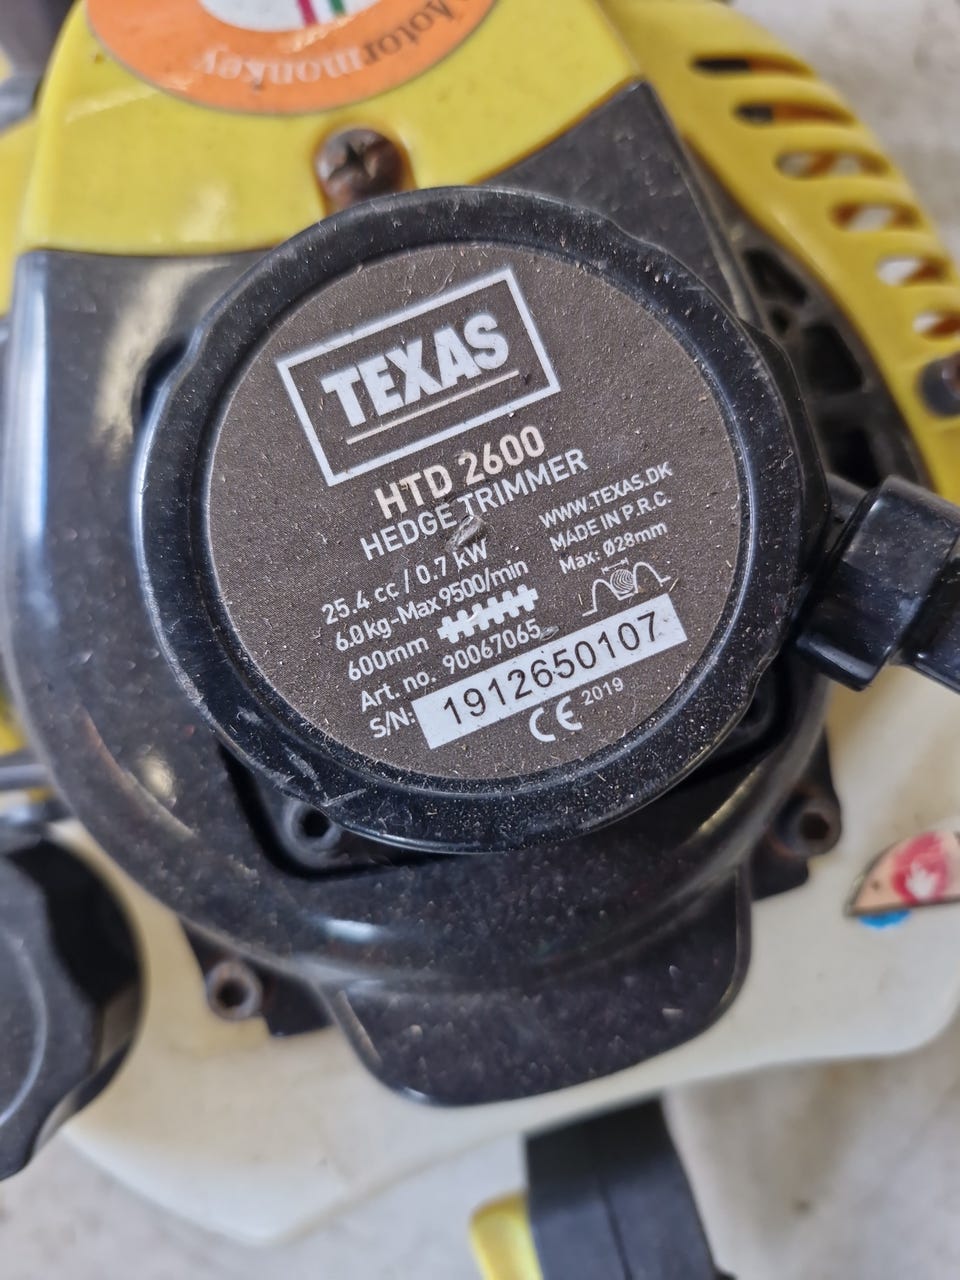 Motormonkey
TEXAS
HTD 2600
HEDGE TRIMMER
25.4 cc / 0.7 kW
6.0kg-Max 9500/min
600mm
Art. no. 90067065
S/N: 1912650107
WWW.TEXAS.DK
MADE IN P.R.C.
Max: Ø28mm
CE 2019